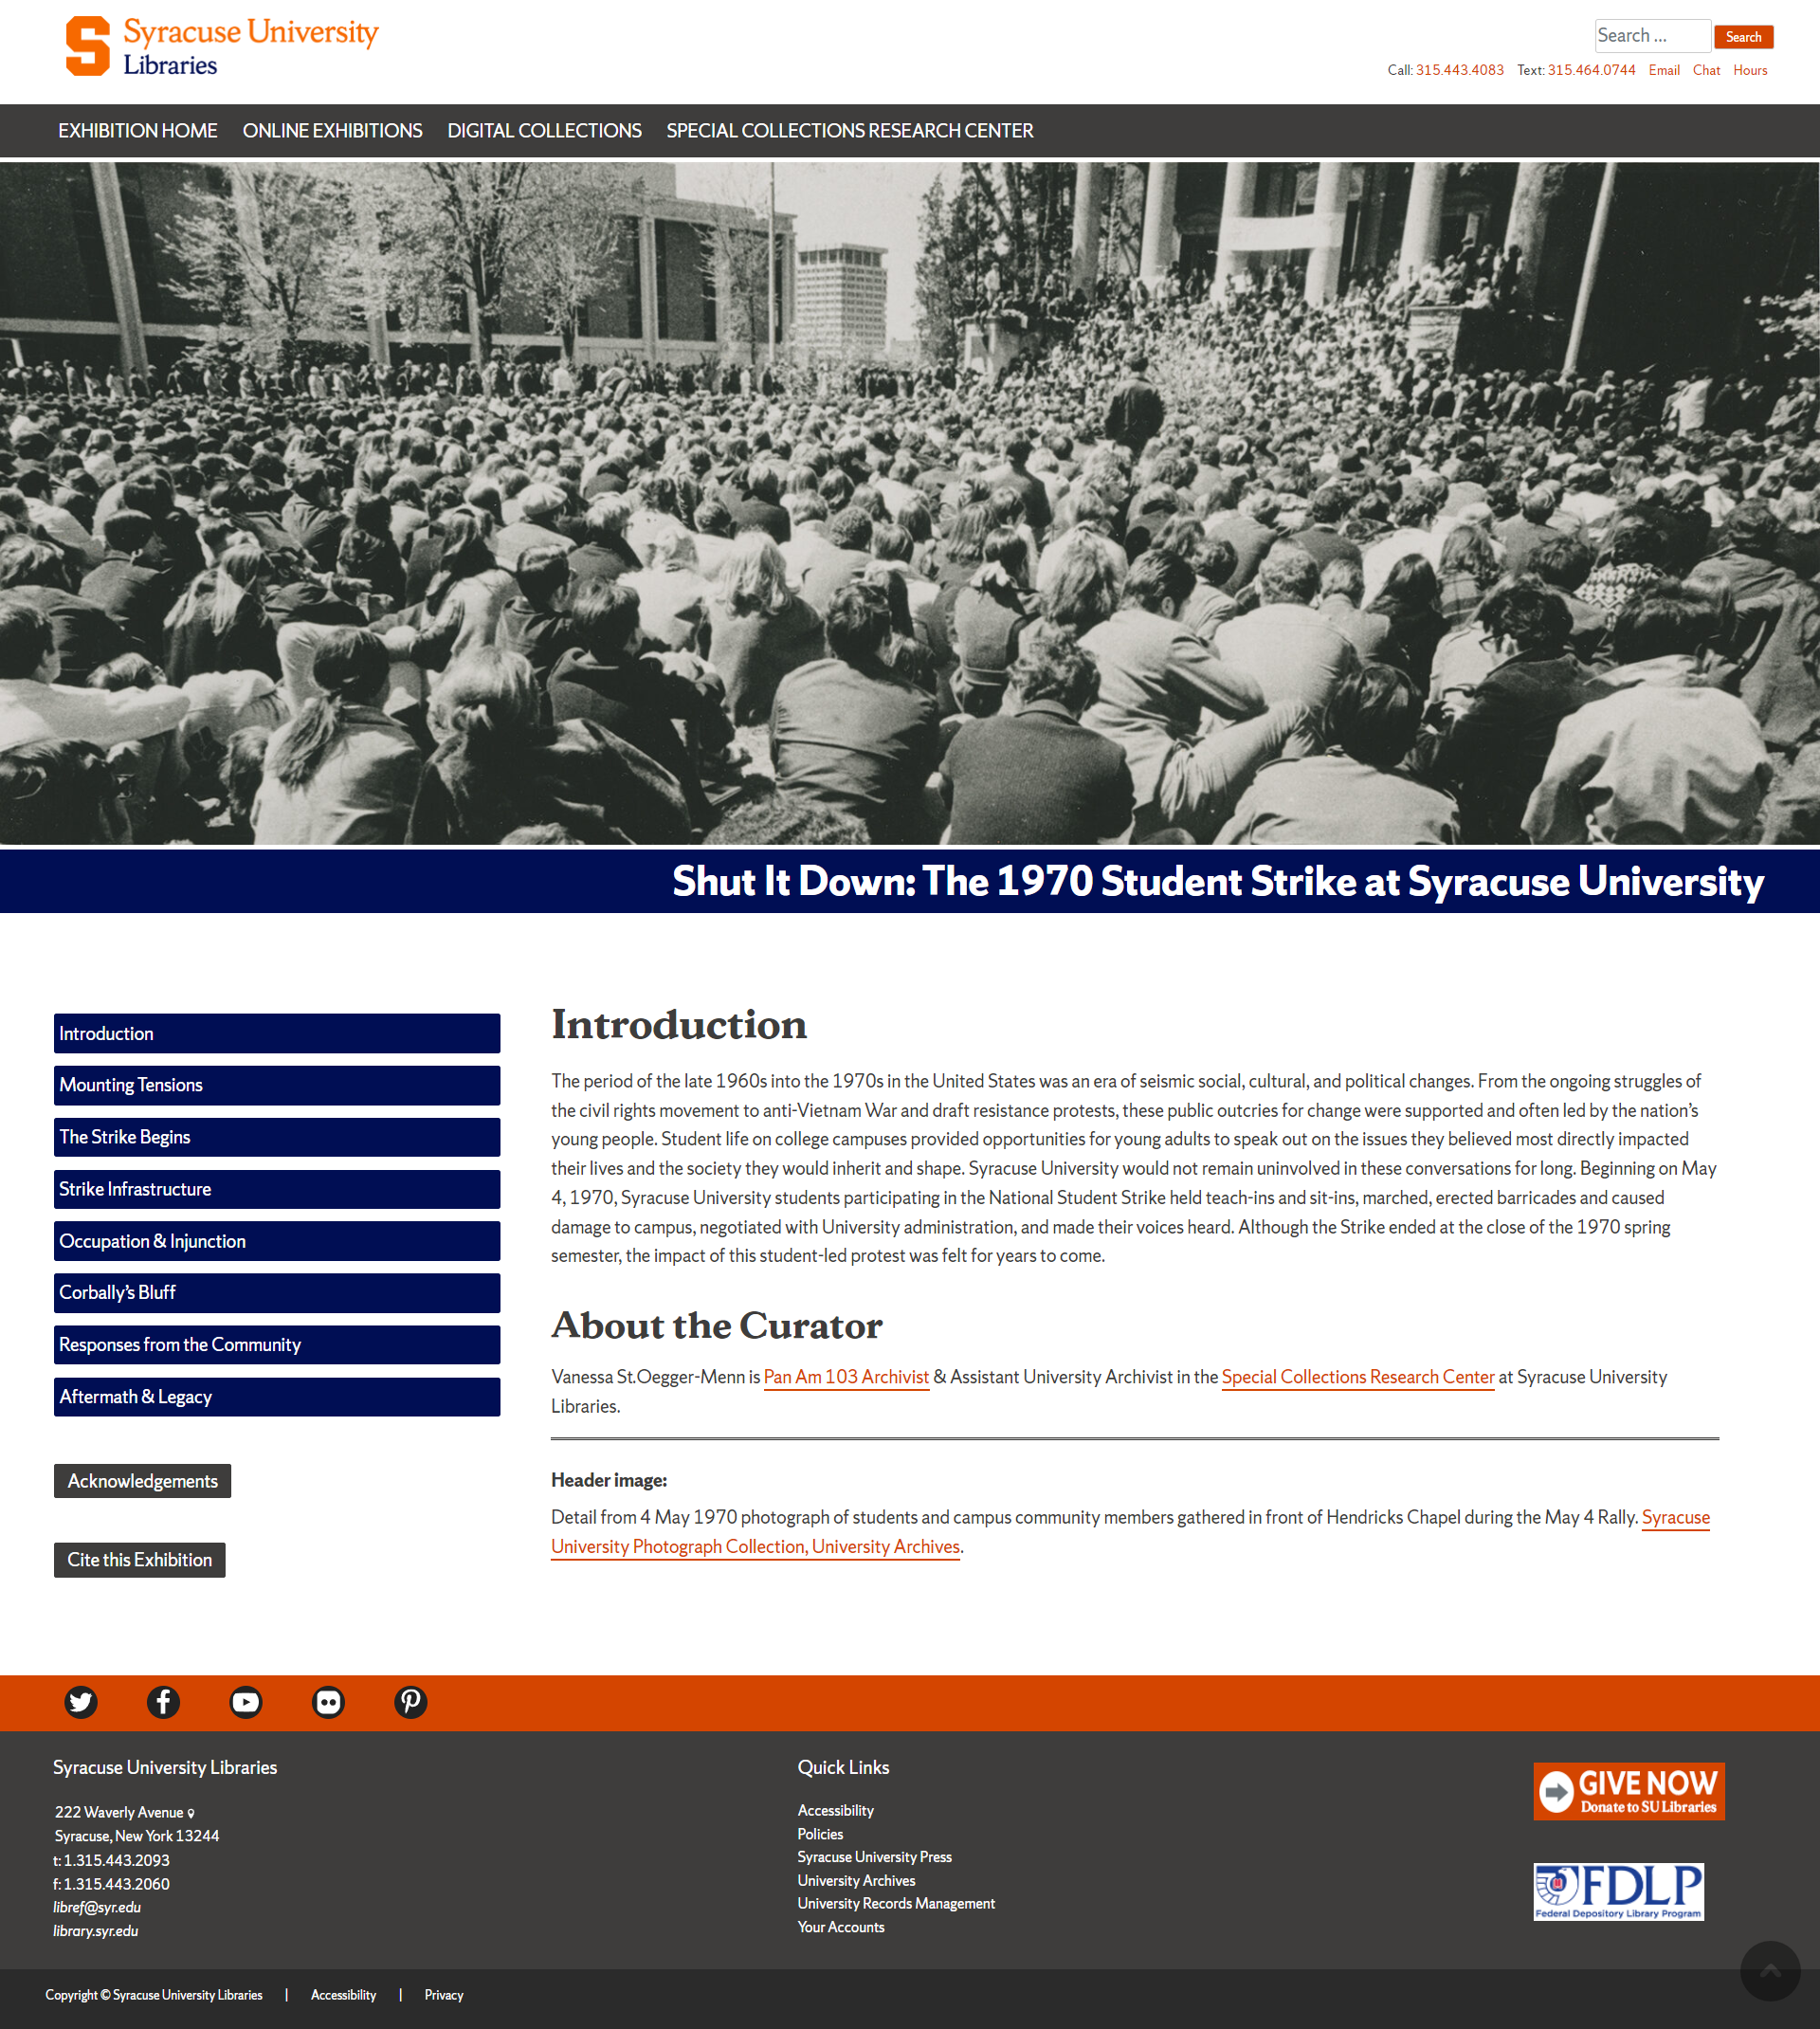 Syracuse University
Libraries
Search ...
Search
Call: 315.443.4083 Text: 315.464.0744 Email Chat Hours
EXHIBITION HOME ONLINE EXHIBITIONS DIGITAL COLLECTIONS SPECIAL COLLECTIONS RESEARCH CENTER
Shut It Down: The 1970 Student Strike at Syracuse University
Introduction
Mounting Tensions
The Strike Begins
Strike Infrastructure
Occupation & Injunction
Corbally's Bluff
Responses from the Community
Aftermath & Legacy
Acknowledgements
Cite this Exhibition
Introduction
The period of the late 1960s into the 1970s in the United States was an era of seismic social, cultural, and political changes. From the ongoing struggles of
the civil rights movement to anti-Vietnam War and draft resistance protests, these public outcries for change were supported and often led by the nation's
young people. Student life on college campuses provided opportunities for young adults to speak out on the issues they believed most directly impacted
their lives and the society they would inherit and shape. Syracuse University would not remain uninvolved in these conversations for long. Beginning on May
4, 1970, Syracuse University students participating in the National Student Strike held teach-ins and sit-ins, marched, erected barricades and caused
damage to campus, negotiated with University administration, and made their voices heard. Although the Strike ended at the close of the 1970 spring
semester, the impact of this student-led protest was felt for years to come.
About the Curator
Vanessa St.Oegger-Menn is Pan Am 103 Archivist & Assistant University Archivist in the Special Collections Research Center at Syracuse University
Libraries.
Header image:
Detail from 4 May 1970 photograph of students and campus community members gathered in front of Hendricks Chapel during the May 4 Rally. Syracuse
University Photograph Collection, University Archives.
Syracuse University Libraries
222 Waverly Avenue
Syracuse, New York 13244
t: 1.315.443.2093
f: 1.315.443.2060
libref@syr.edu
library.syr.edu
Quick Links
Accessibility
Policies
Syracuse University Press
University Archives
University Records Management
Your Accounts
GIVE NOW
Donate to SU Libraries
FDLP
Federal Depository Library Program
Copyright © Syracuse University Libraries | Accessibility | Privacy